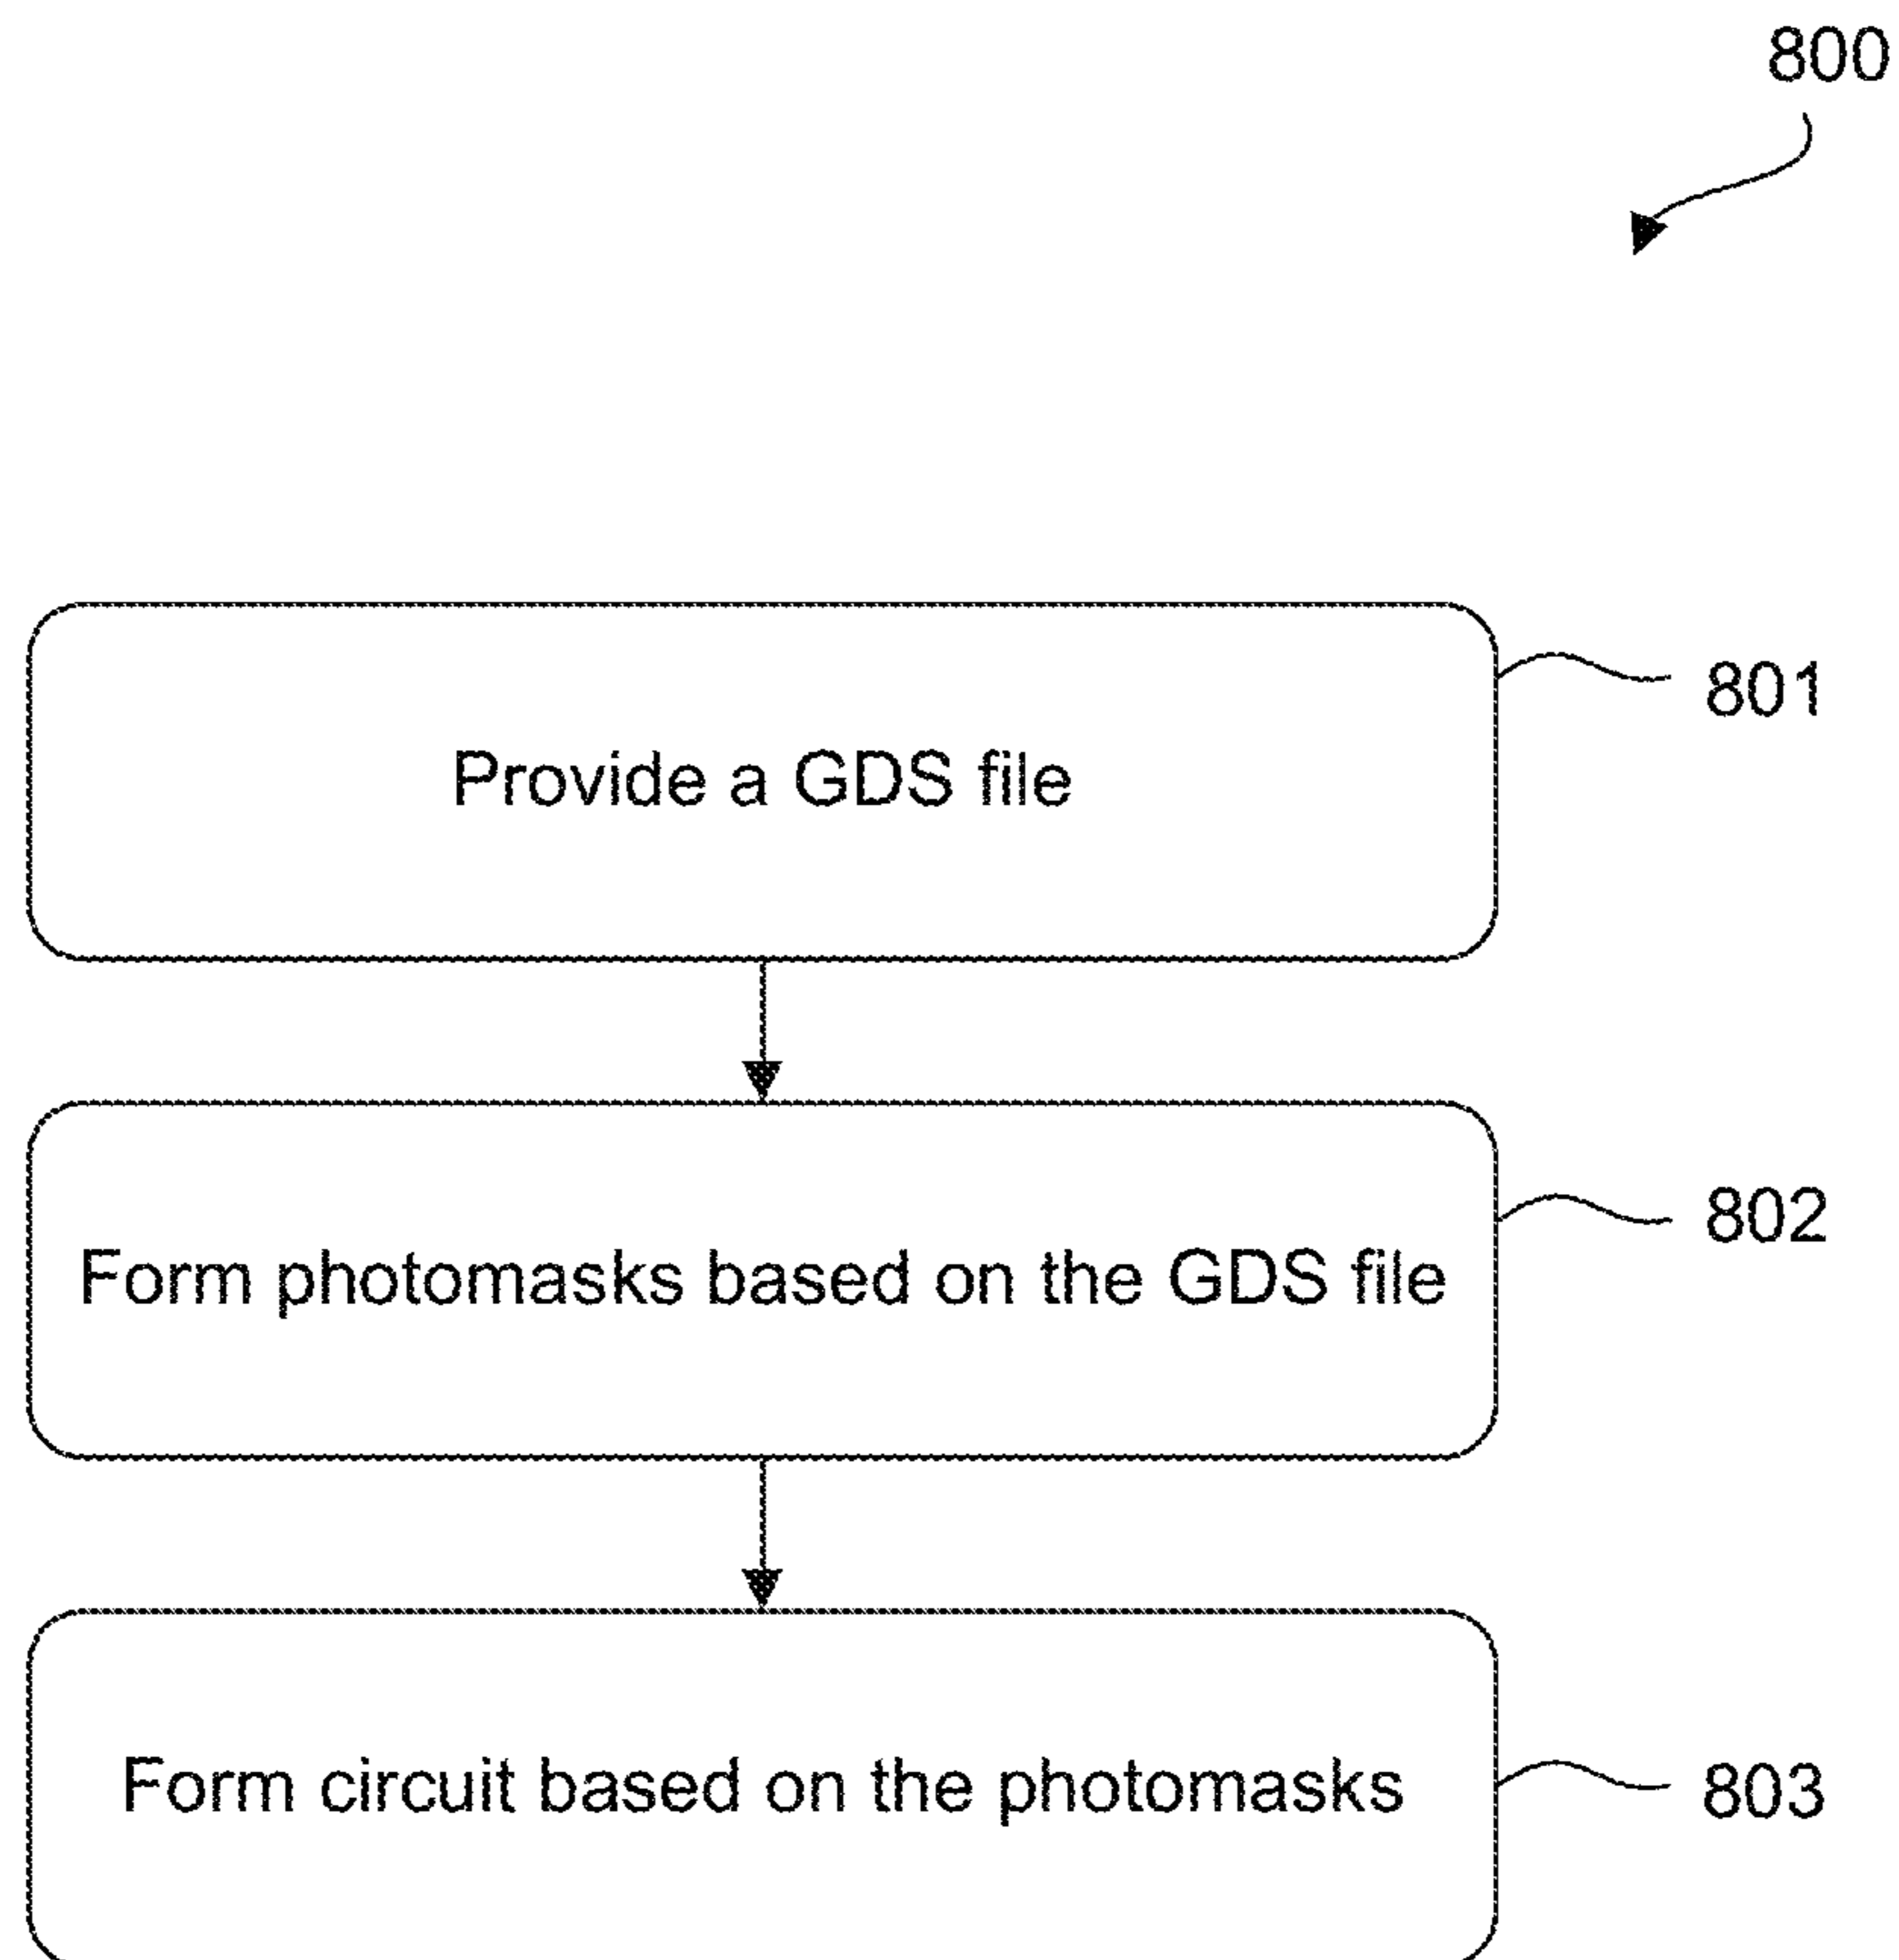 800
801
Provide a GDS file
802
Form photomasks based on the GDS file
Form circuit based on the photomasks
803